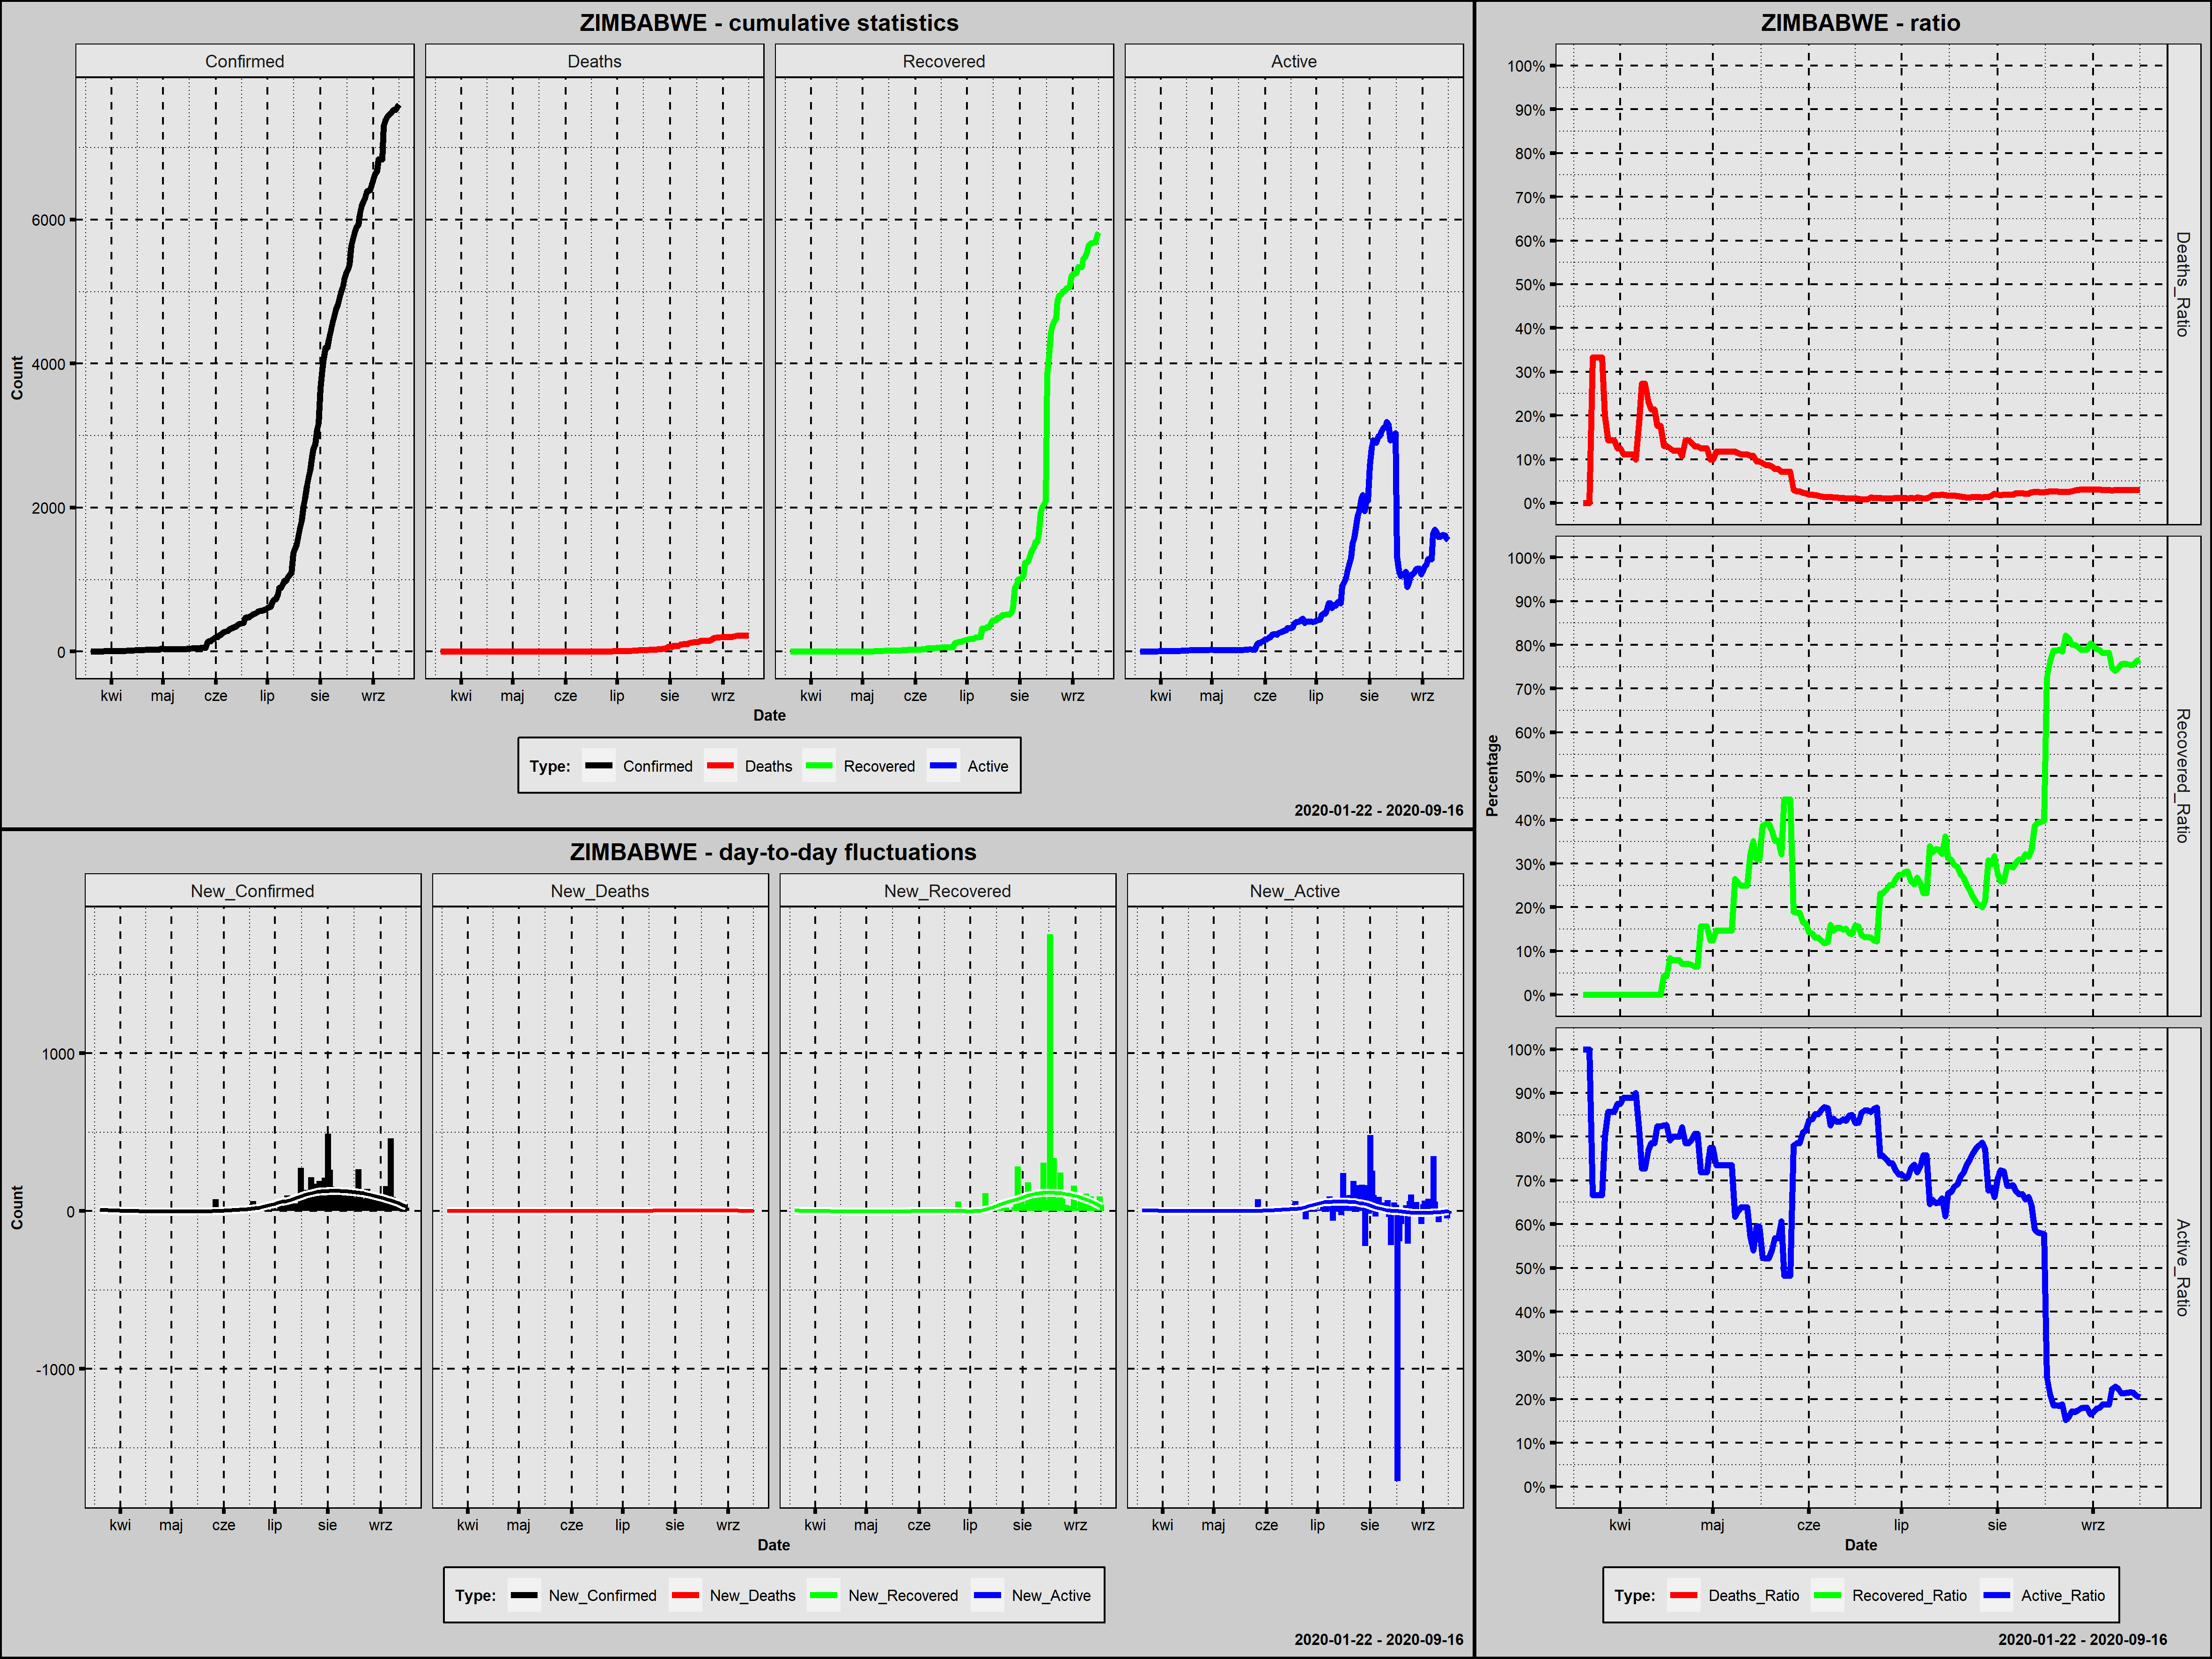 ZIMBABWE - cumulative statistics
Confirmed Deaths Recovered Active
Count
6000
4000
2000
0
kwi maj cze lip sie wrz kwi maj cze lip sie wrz kwi maj cze lip sie wrz kwi maj cze lip sie wrz
Date
Type: Confirmed Deaths Recovered Active
2020-01-22 - 2020-09-16
ZIMBABWE - day-to-day fluctuations
New_Confirmed New_Deaths New_Recovered New_Active
Count
1000
0
-1000
kwi maj cze lip sie wrz kwi maj cze lip sie wrz kwi maj cze lip sie wrz kwi maj cze lip sie wrz
Date
Type: New_Confirmed New_Deaths New_Recovered New_Active
2020-01-22 - 2020-09-16
ZIMBABWE - ratio
Percentage
100%
90%
80%
70%
60%
50%
40%
30%
20%
10%
0%
Deaths_Ratio
100%
90%
80%
70%
60%
50%
40%
30%
20%
10%
0%
Recovered_Ratio
100%
90%
80%
70%
60%
50%
40%
30%
20%
10%
0%
Active_Ratio
kwi maj cze lip sie wrz
Date
Type: Deaths_Ratio Recovered_Ratio Active_Ratio
2020-01-22 - 2020-09-16